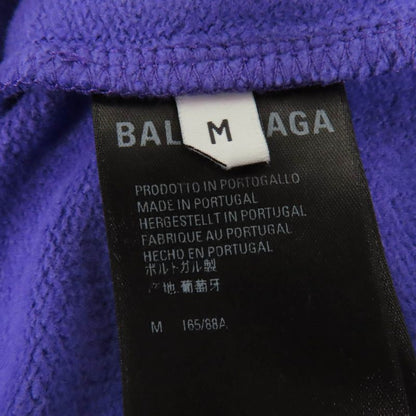 BAL AGA
M
PRODOTTO IN PORTOGALLO
MADE IN PORTUGAL
HERGESTELLT IN PORTUGAL
FABRIQUE AU PORTUGAL
HECHO EN PORTUGAL
ポルトガル製
地.葡萄牙
M 165/88A